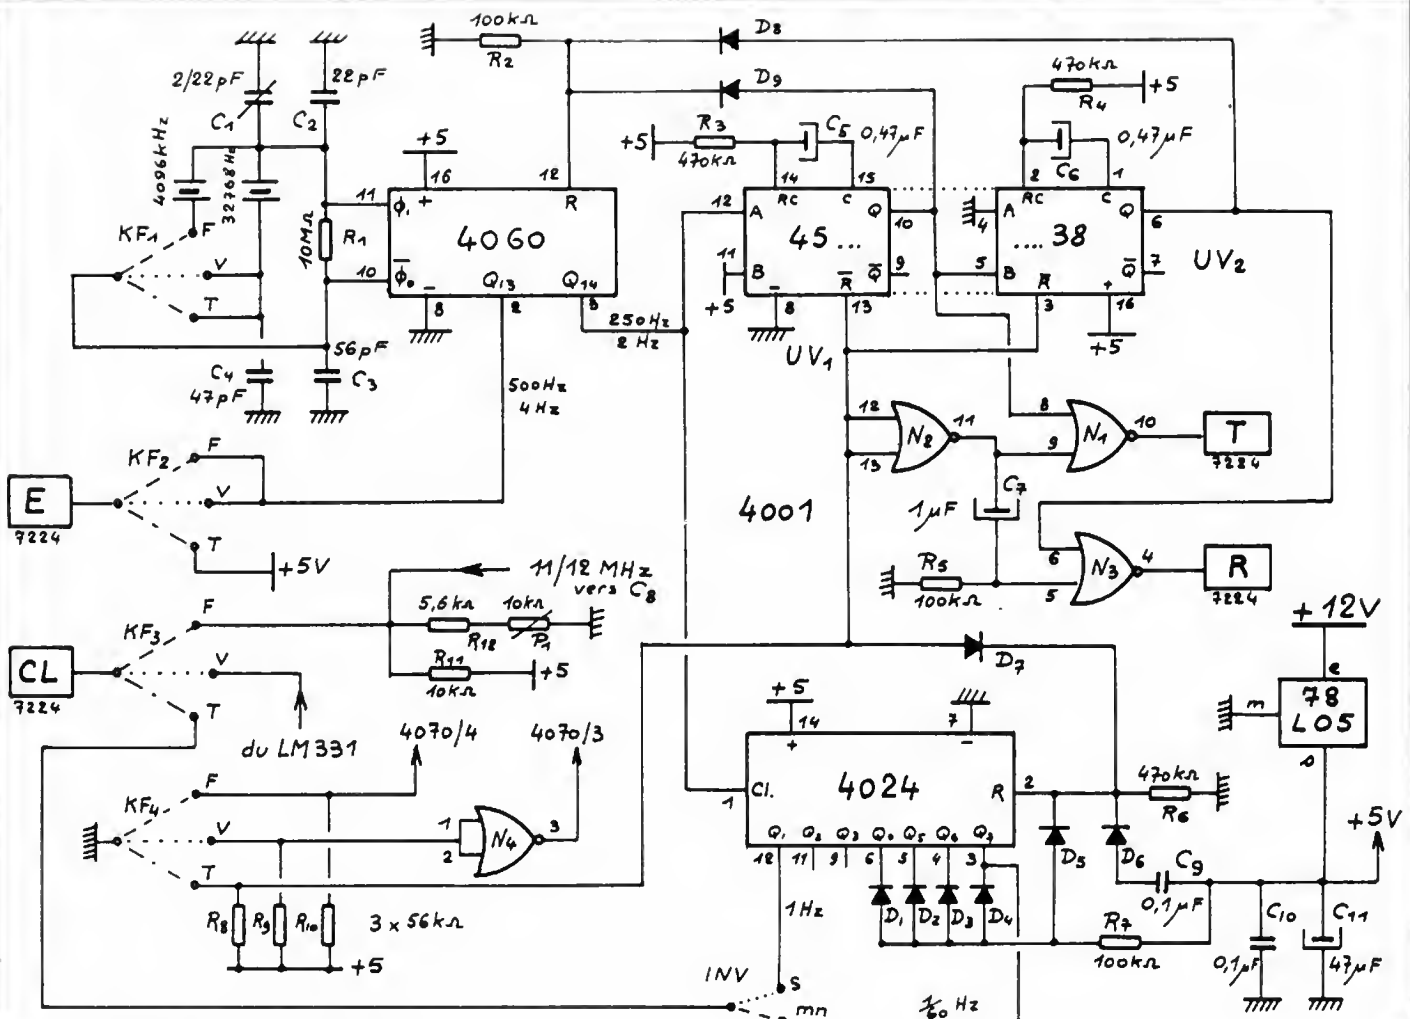 100kΩ
R2
D8
2/22pF
22pF
C1
C2
470kΩ
+5
R4
D9
+5
R3
470kΩ
C5
0,47µF
0,47µF
C6
4096kHz
32768Hz
+5
16
12
14
15
2
1
11
Φ1
+
R
12
A
RC
C
Q
10
4
A
RC
C
Q
6
KF1
F
10MΩ
R1
4060
45...
....38
UV2
V
10
Φ0
-
Q13
Q14
11
B
-
R
Q
9
5
B
R
+
Q
7
T
8
2
3
+5
8
13
3
16
250Hz
2Hz
+5
56pF
UV1
C4
47pF
C3
500Hz
4Hz
12
N2
11
8
N1
10
T
7224
13
9
KF2
F
E
7224
V
C7
1µF
4001
T
+5V
R5
100kΩ
6
N3
4
R
7224
5
11/12 MHz
vers C8
KF3
F
5,6kΩ
10kΩ
R12
P1
+12V
CL
7224
V
R11
10kΩ
+5
D7
e
T
+5
14
7
m
78
L05
du LM331
4070/4
4070/3
+
-
s
KF4
F
1
Cl.
4024
R
2
470kΩ
R6
V
1
2
N4
3
Q1
Q2
Q3
Q4
Q5
Q6
Q7
+5V
T
12
11
9
6
5
4
3
D5
D6
C9
0,1µF
R8
R9
R10
3 x 56kΩ
1Hz
D1
D2
D3
D4
R7
100kΩ
C10
C11
+5
0,1µF
47µF
INV
S
mn
1/60 Hz